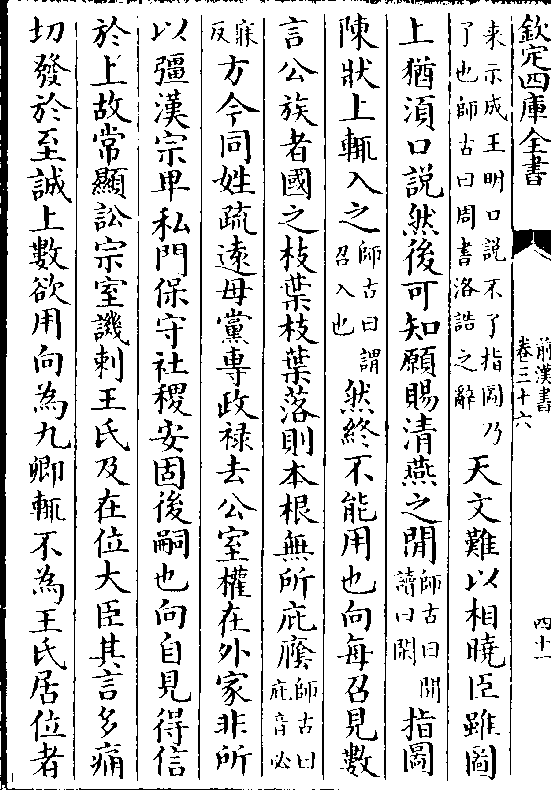 欽定四庫全書
前漢書
卷三十六
四十一
来示成王明口說不了指圖乃
了也師古曰周書洛誥之辭
天文難以相曉臣雖圖
上猶湏口說然後可知願賜清燕之閒
師古曰閒
讀曰閑
指圖
陳狀上輒入之
師古曰謂
召入也
然終不能用也向每召見數
言公族者國之枝葉枝葉落則本根無所庇廕
師古曰
庇音必
寐
反
方今同姓疏遠母黨専政禄去公室權在外家非所
以彊漢宗卑私門保守社稷安固後嗣也向自見得信
於上故常顯訟宗室譏刺王氏及在位大臣其言多痛
切發於至誠上數欲用向為九卿輒不為王氏居位者